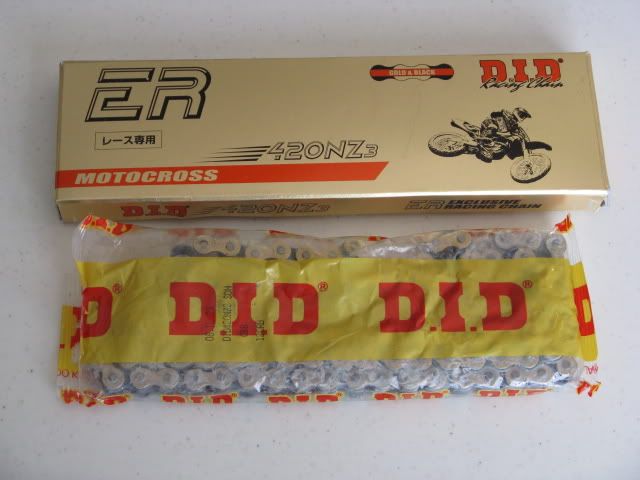 ER
GOLD & BLACK
D.I.D®
Racing Chain
レース専用
420NZ3
MOTOCROSS
D.I.D 420NZ3 ER EXCLUSIVE
RACING CHAIN
D.I.D® D.I.D®
D.I.D D.I.D